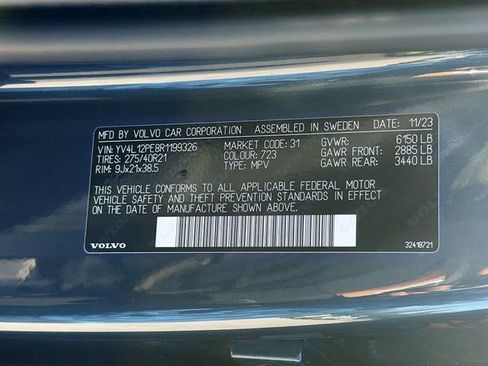 MFD BY VOLVO CAR CORPORATION ASSEMBLED IN SWEDEN 11/23
VIN: YV4L12PE8R1199326 MARKET CODE: 31 GVWR: 6150 LB
TIRES: 275/40R21 COLOUR: 723 GAWR FRONT: 2885 LB
RIM: 9Jx21x38.5 TYPE: MPV GAWR REAR: 3440 LB
THIS VEHICLE CONFORMS TO ALL APPLICABLE FEDERAL MOTOR
VEHICLE SAFETY AND THEFT PREVENTION STANDARDS IN EFFECT
ON THE DATE OF MANUFACTURE SHOWN ABOVE.
VOLVO 32418721